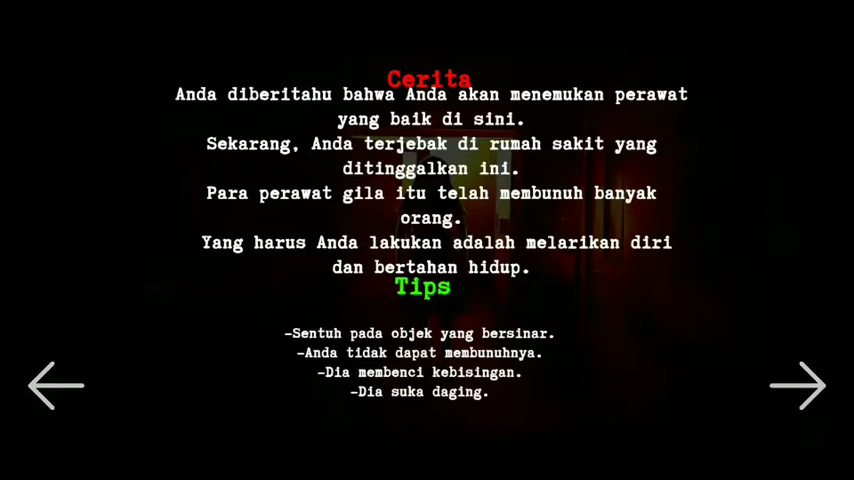 Cerita
Anda diberitahu bahwa Anda akan menemukan perawat
yang baik di sini.
Sekarang, Anda terjebak di rumah sakit yang
ditinggalkan ini.
Para perawat gila itu telah membunuh banyak
orang.
Yang harus Anda lakukan adalah melarikan diri
dan bertahan hidup.
Tips
-Sentuh pada objek yang bersinar.
-Anda tidak dapat membunuhnya.
-Dia membenci kebisingan.
-Dia suka daging.